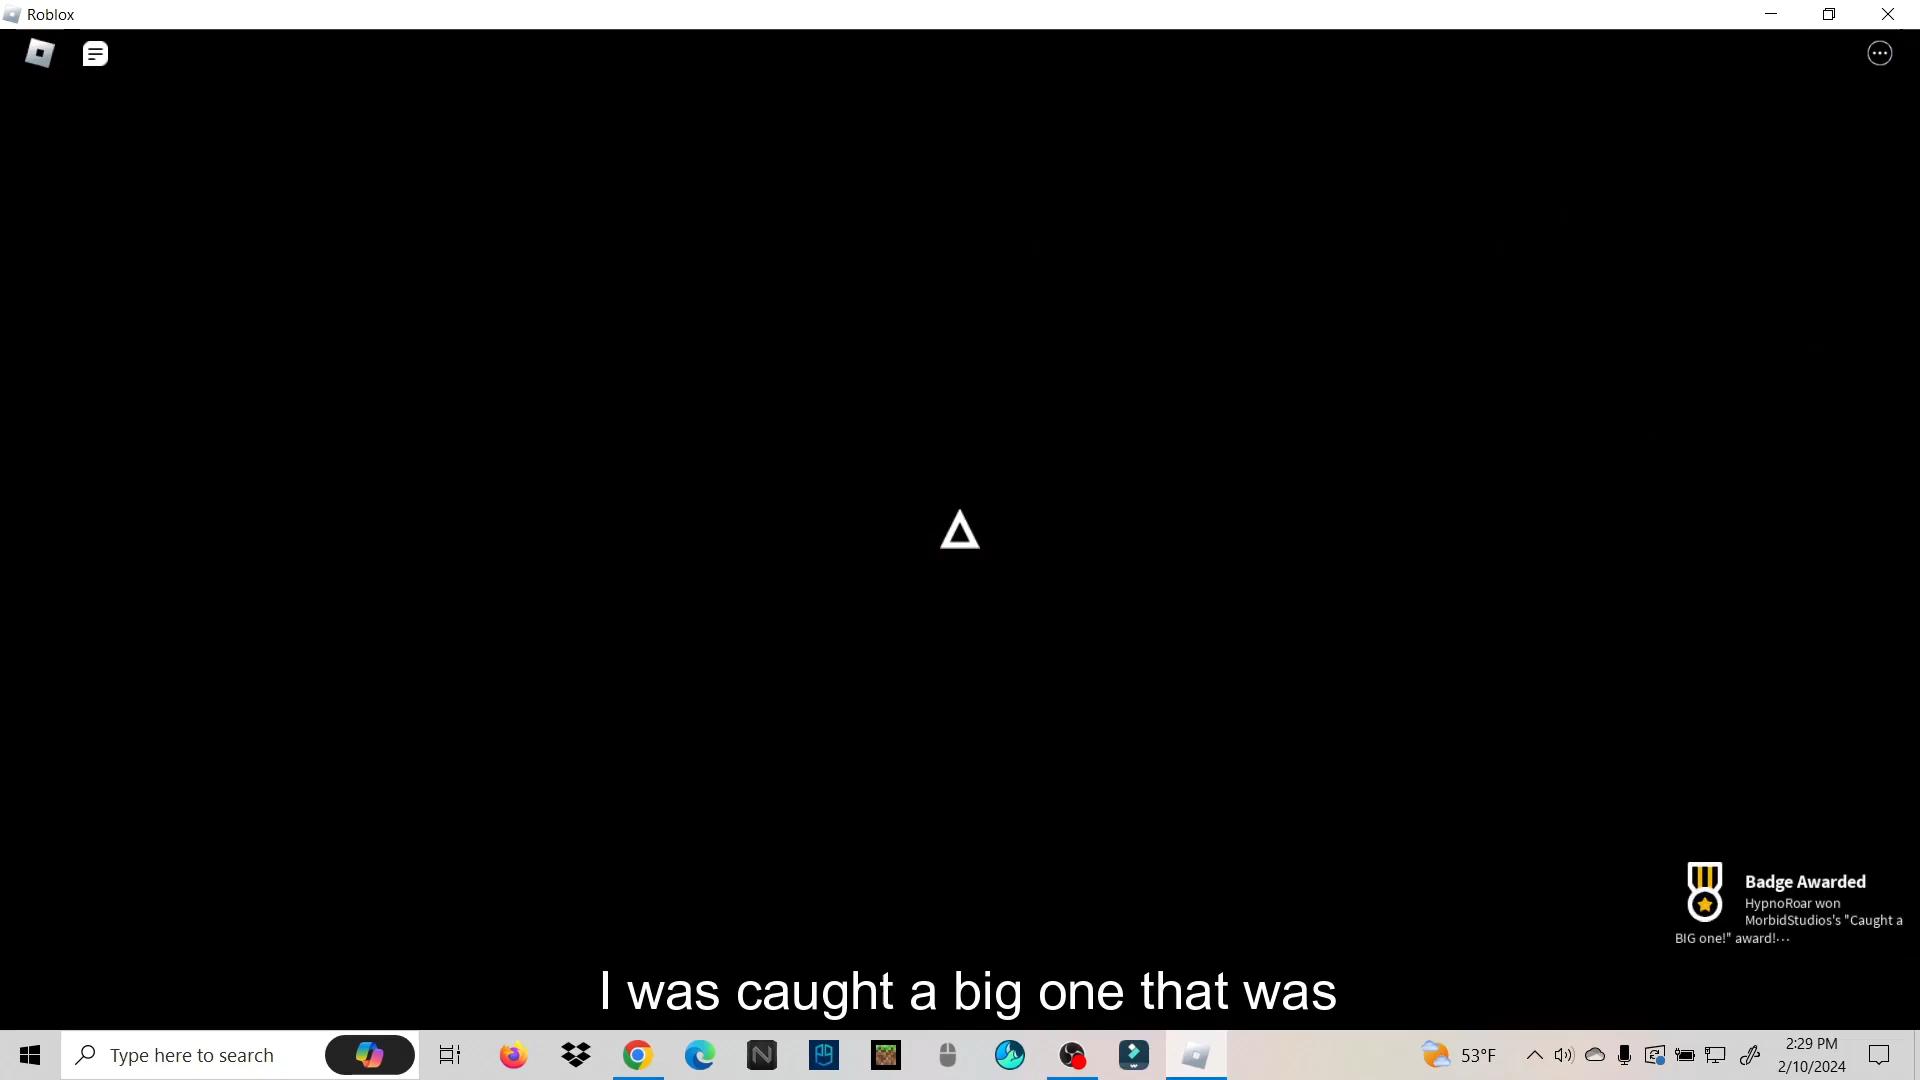 Roblox
Badge Awarded
HypnoRoar won
MorbidStudios's "Caught a
BIG one!" award!...
I was caught a big one that was
Type here to search
53°F
2:29 PM
2/10/2024